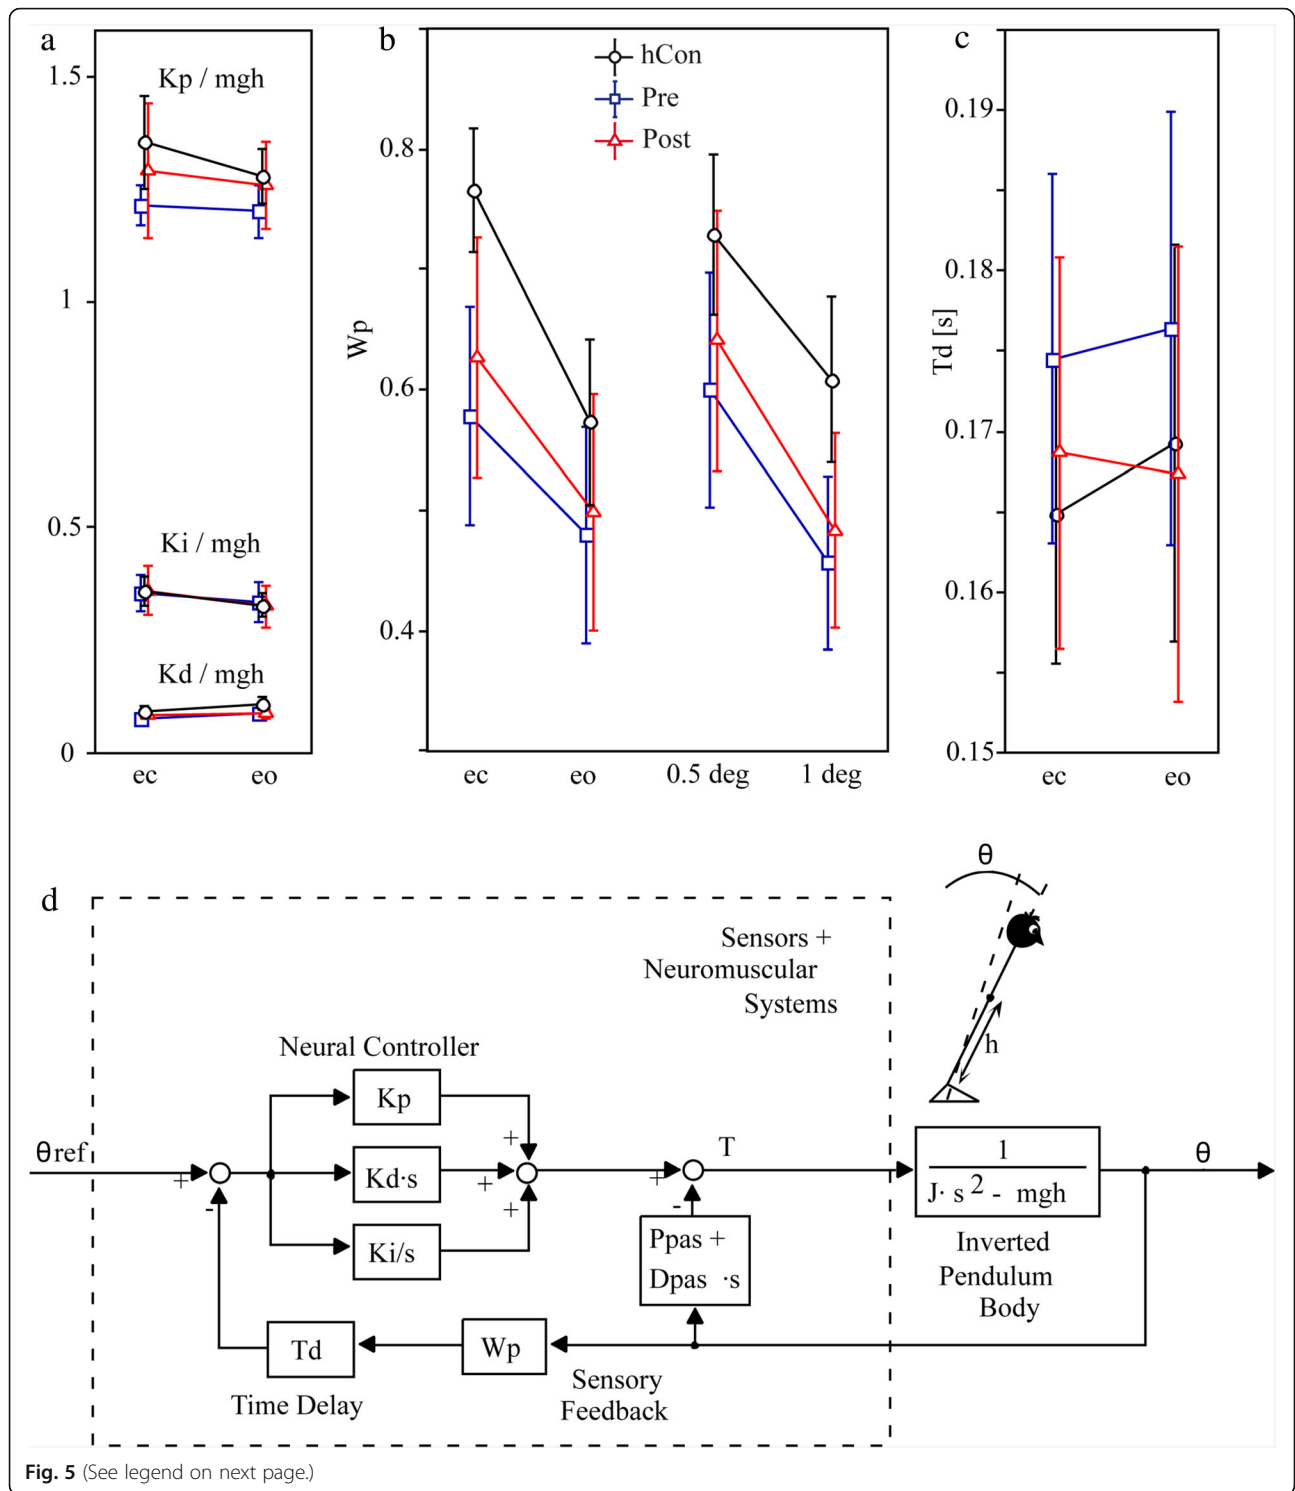 a
1.5
1
0.5
0
Kp / mgh
Ki / mgh
Kd / mgh
ec eo
b
hCon
Pre
Post
Wp
0.8
0.6
0.4
ec eo 0.5 deg 1 deg
c
Td [s]
0.19
0.18
0.17
0.16
0.15
ec eo
d
θ
Sensors +
Neuromuscular
Systems
h
Neural Controller
Kp
θref
+
-
Kd·s
Ki/s
+
+
+
+
-
T
1
J· s 2 - mgh
θ
Ppas +
Dpas ·s
Inverted
Pendulum
Body
Td
Wp
Time Delay
Sensory
Feedback
Fig. 5 (See legend on next page.)